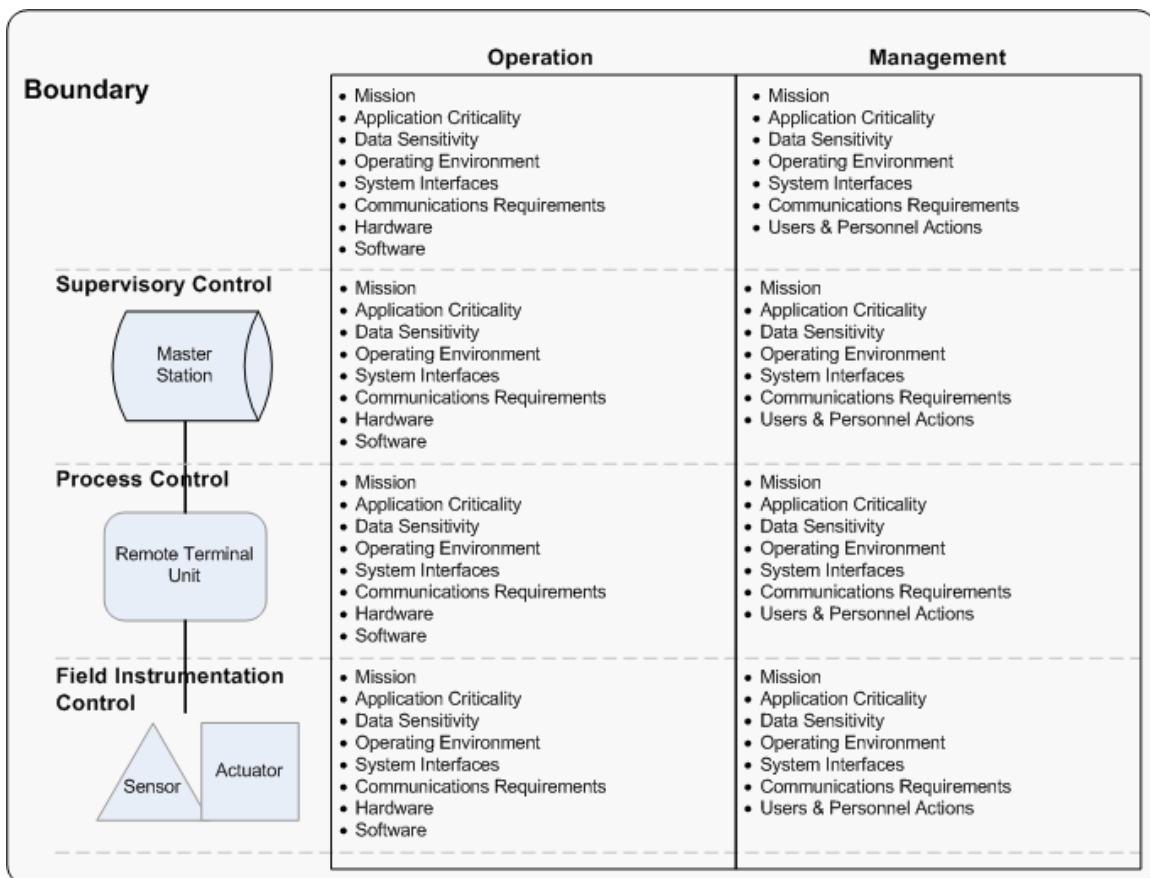 Operation
Management
Boundary
• Mission
• Application Criticality
• Data Sensitivity
• Operating Environment
• System Interfaces
• Communications Requirements
• Hardware
• Software
• Mission
• Application Criticality
• Data Sensitivity
• Operating Environment
• System Interfaces
• Communications Requirements
• Users & Personnel Actions
Supervisory Control
Master
Station
• Mission
• Application Criticality
• Data Sensitivity
• Operating Environment
• System Interfaces
• Communications Requirements
• Hardware
• Software
• Mission
• Application Criticality
• Data Sensitivity
• Operating Environment
• System Interfaces
• Communications Requirements
• Users & Personnel Actions
Process Control
Remote Terminal
Unit
• Mission
• Application Criticality
• Data Sensitivity
• Operating Environment
• System Interfaces
• Communications Requirements
• Hardware
• Software
• Mission
• Application Criticality
• Data Sensitivity
• Operating Environment
• System Interfaces
• Communications Requirements
• Users & Personnel Actions
Field Instrumentation
Control
Sensor
Actuator
• Mission
• Application Criticality
• Data Sensitivity
• Operating Environment
• System Interfaces
• Communications Requirements
• Hardware
• Software
• Mission
• Application Criticality
• Data Sensitivity
• Operating Environment
• System Interfaces
• Communications Requirements
• Users & Personnel Actions